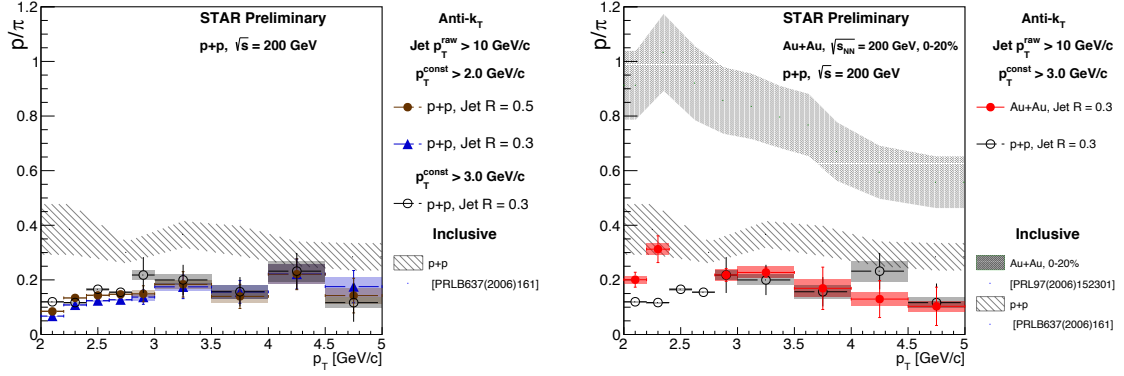 p/π
1.2
1
0.8
0.6
0.4
0.2
0
2
2.5
3
3.5
4
4.5
5
p_T [GeV/c]
STAR Preliminary
p+p, √s = 200 GeV
Anti-k_T
Jet p_T^raw > 10 GeV/c
p_T^const > 2.0 GeV/c
p+p, Jet R = 0.5
p+p, Jet R = 0.3
p_T^const > 3.0 GeV/c
p+p, Jet R = 0.3
Inclusive
p+p
[PRLB637(2006)161]
p/π
1.2
1
0.8
0.6
0.4
0.2
0
2
2.5
3
3.5
4
4.5
5
p_T [GeV/c]
STAR Preliminary
Au+Au, √s_NN = 200 GeV, 0-20%
p+p, √s = 200 GeV
Anti-k_T
Jet p_T^raw > 10 GeV/c
p_T^const > 3.0 GeV/c
Au+Au, Jet R = 0.3
p+p, Jet R = 0.3
Inclusive
Au+Au, 0-20%
[PRL97(2006)152301]
p+p
[PRLB637(2006)161]